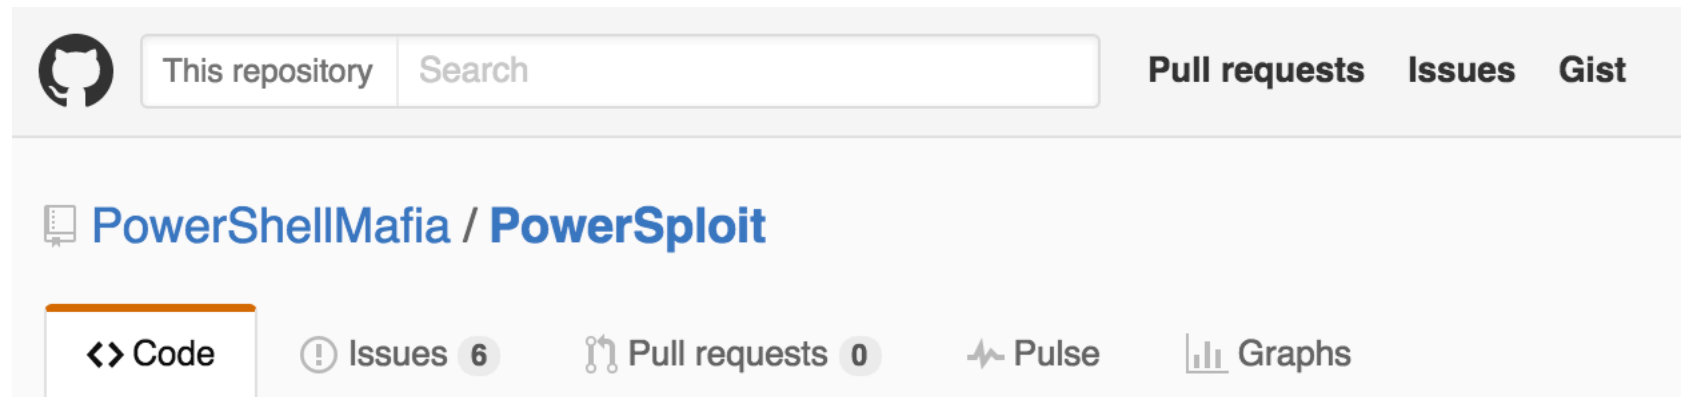 This repository Search Pull requests Issues Gist
PowerShellMafia / PowerSploit
Code Issues 6 Pull requests 0 Pulse Graphs